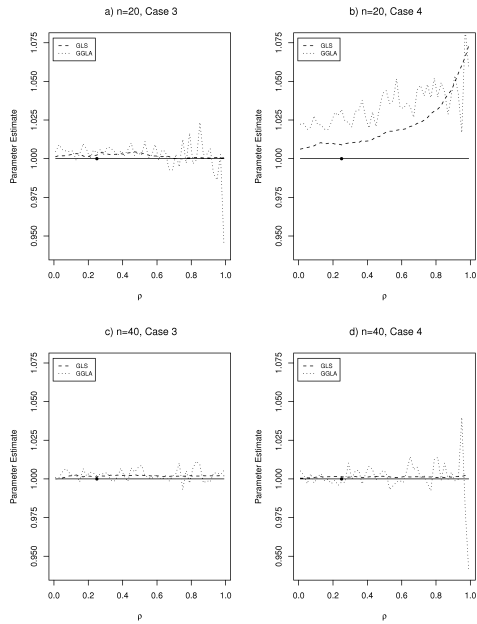 a) n=20, Case 3
GLS
GGLA
Parameter Estimate
0.950 0.975 1.000 1.025 1.050 1.075
0.0 0.2 0.4 0.6 0.8 1.0
ρ
b) n=20, Case 4
GLS
GGLA
Parameter Estimate
0.950 0.975 1.000 1.025 1.050 1.075
0.0 0.2 0.4 0.6 0.8 1.0
ρ
c) n=40, Case 3
GLS
GGLA
Parameter Estimate
0.950 0.975 1.000 1.025 1.050 1.075
0.0 0.2 0.4 0.6 0.8 1.0
ρ
d) n=40, Case 4
GLS
GGLA
Parameter Estimate
0.950 0.975 1.000 1.025 1.050 1.075
0.0 0.2 0.4 0.6 0.8 1.0
ρ